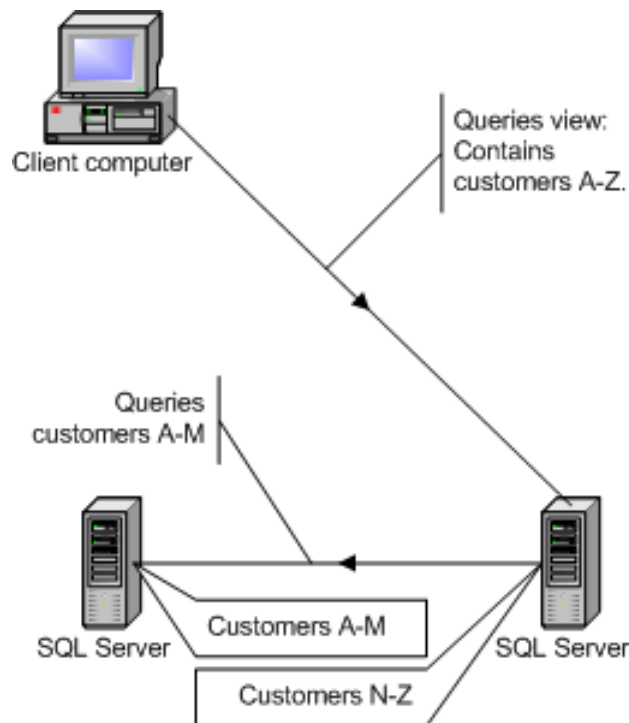 Client computer
Queries view:
Contains
customers A-Z.
Queries
customers A-M
SQL Server
Customers A-M
SQL Server
Customers N-Z